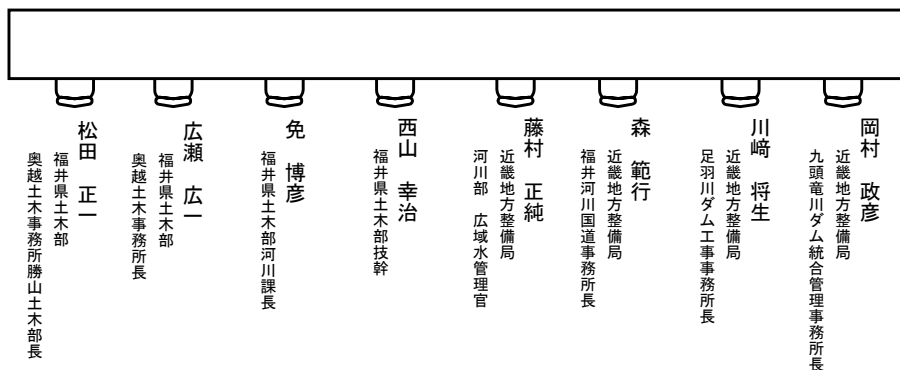 岡村 政彦
近畿地方整備局
九頭竜川ダム統合管理事務所長
川﨑 将生
近畿地方整備局
足羽川ダム工事事務所長
森 範行
近畿地方整備局
福井河川国道事務所長
藤村 正純
近畿地方整備局
河川部 広域水管理官
西山 幸治
福井県土木部技幹
免 博彦
福井県土木部河川課長
広瀬 広一
福井県土木部
奥越土木事務所長
松田 正一
福井県土木部
奥越土木事務所勝山土木部長